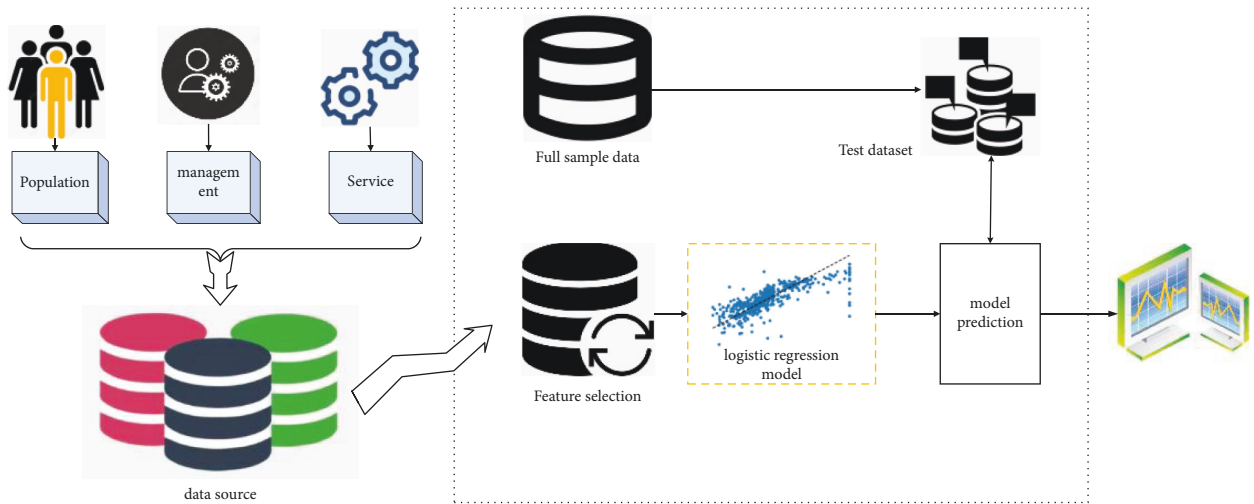 Population
managem
ent
Service
data source
Full sample data
Test dataset
Feature selection
logistic regression
model
model
prediction